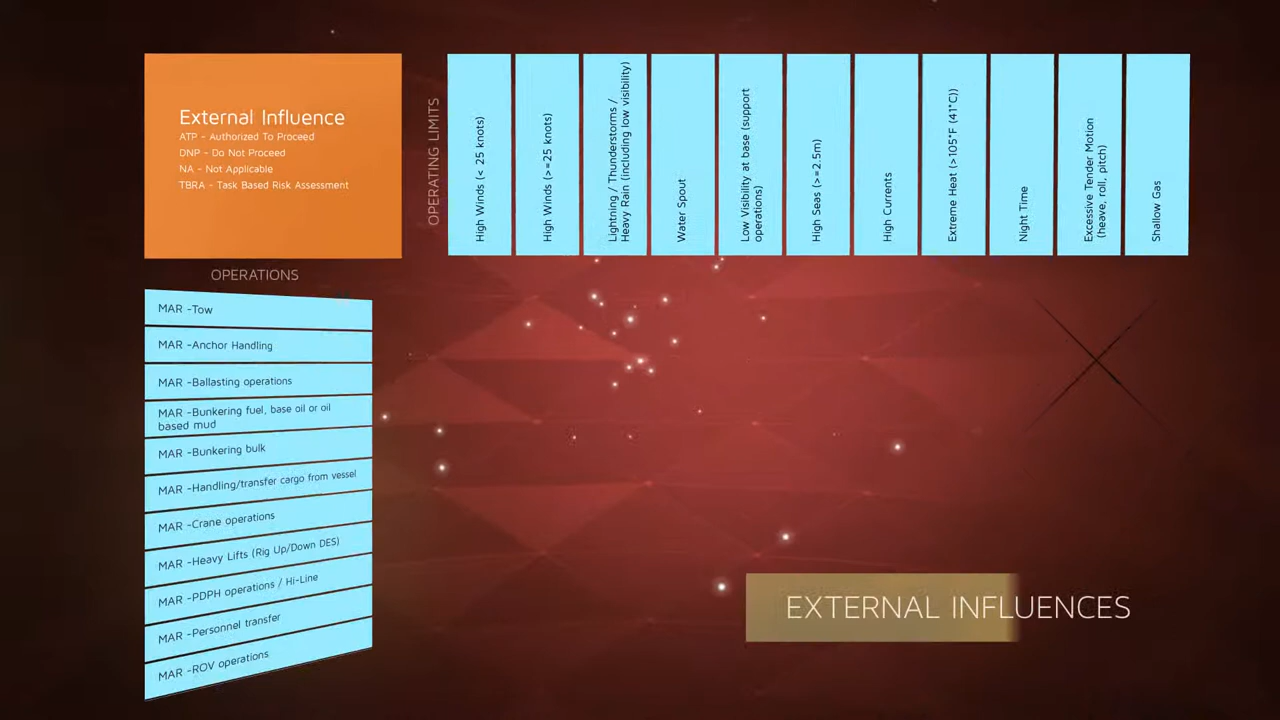 External Influence
ATP - Authorized To Proceed
DNP - Do Not Proceed
NA - Not Applicable
TBRA - Task Based Risk Assessment
OPERATING LIMITS
High Winds (< 25 knots)
High Winds (>=25 knots)
Lightning / Thunderstorms /
Heavy Rain (including low visibility)
Water Spout
Low Visibility at base (support
operations)
High Seas (>=2.5m)
High Currents
Extreme Heat (>105°F (41°C))
Night Time
Excessive Tender Motion
(heave, roll, pitch)
Shallow Gas
OPERATIONS
MAR -Tow
MAR -Anchor Handling
MAR -Ballasting operations
MAR -Bunkering fuel, base oil or oil
based mud
MAR -Bunkering bulk
MAR -Handling/transfer cargo from vessel
MAR -Crane operations
MAR -Heavy Lifts (Rig Up/Down DES)
MAR -PDPH operations / Hi-Line
MAR -Personnel transfer
MAR -ROV operations
EXTERNAL INFLUENCES